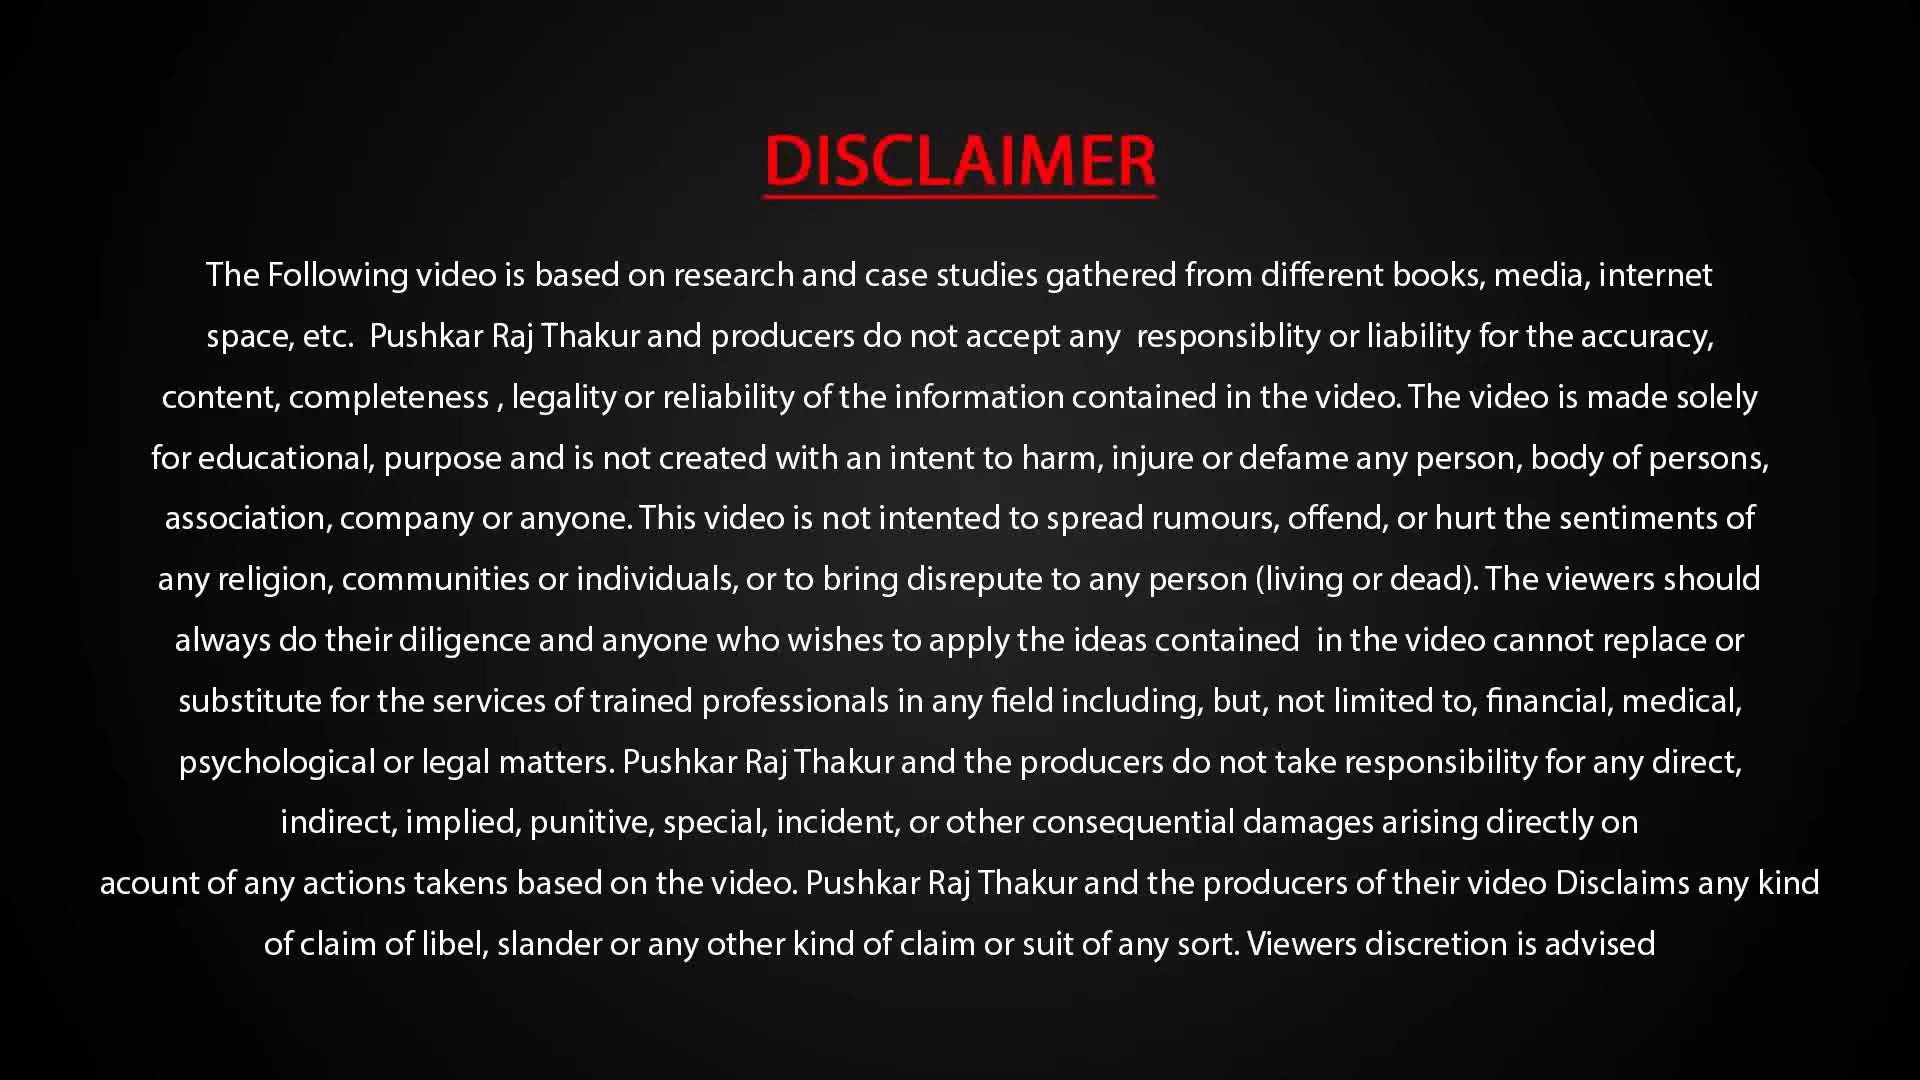 DISCLAIMER
The Following video is based on research and case studies gathered from different books, media, internet
space, etc.  Pushkar Raj Thakur and producers do not accept any  responsiblity or liability for the accuracy,
content, completeness , legality or reliability of the information contained in the video. The video is made solely
for educational, purpose and is not created with an intent to harm, injure or defame any person, body of persons,
association, company or anyone. This video is not intented to spread rumours, offend, or hurt the sentiments of
any religion, communities or individuals, or to bring disrepute to any person (living or dead). The viewers should
always do their diligence and anyone who wishes to apply the ideas contained  in the video cannot replace or
substitute for the services of trained professionals in any field including, but, not limited to, financial, medical,
psychological or legal matters. Pushkar Raj Thakur and the producers do not take responsibility for any direct,
indirect, implied, punitive, special, incident, or other consequential damages arising directly on
acount of any actions takens based on the video. Pushkar Raj Thakur and the producers of their video Disclaims any kind
of claim of libel, slander or any other kind of claim or suit of any sort. Viewers discretion is advised